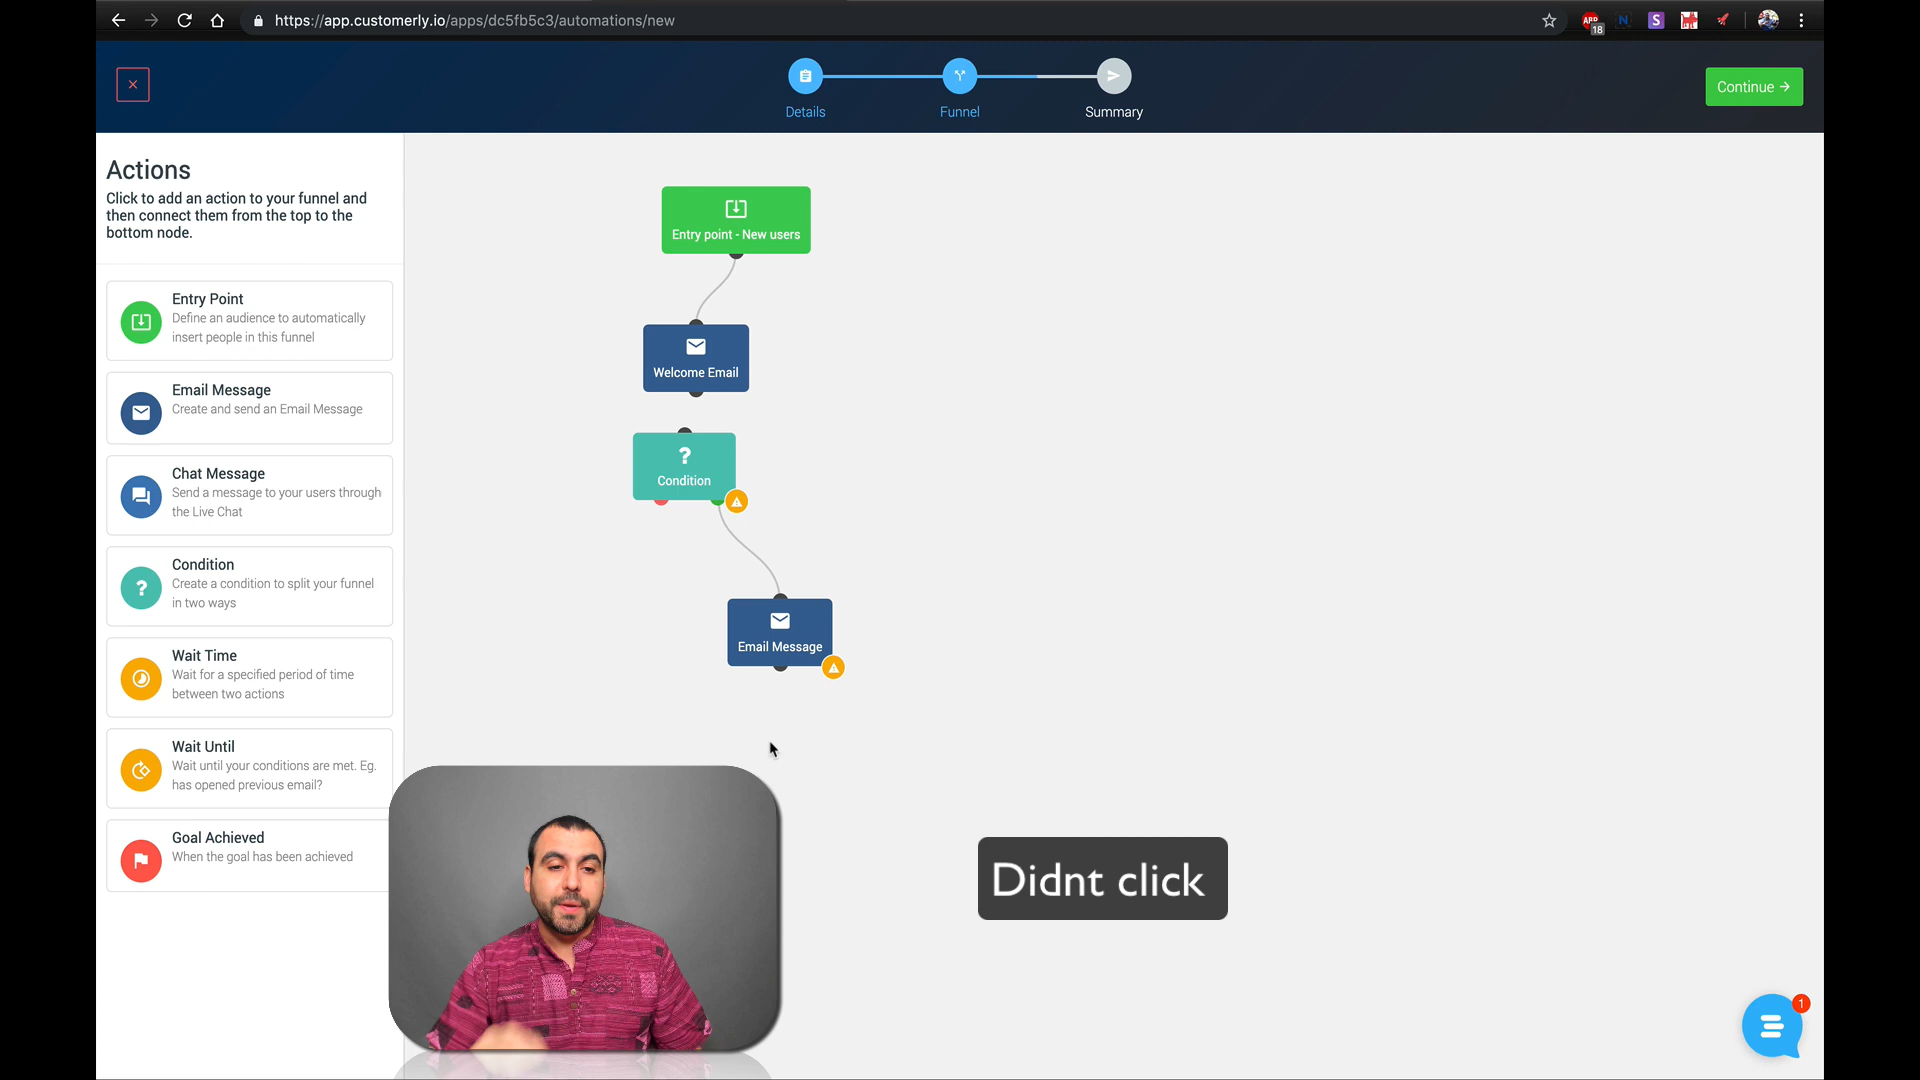 https://app.customerly.io/apps/dc5fb5c3/automations/new
ABP
18
N
S
Details
Funnel
Summary
Continue
Actions
Click to add an action to your funnel and
then connect them from the top to the
bottom node.
Entry Point
Define an audience to automatically
insert people in this funnel
Email Message
Create and send an Email Message
Chat Message
Send a message to your users through
the Live Chat
Condition
Create a condition to split your funnel
in two ways
Wait Time
Wait for a specified period of time
between two actions
Wait Until
Wait until your conditions are met. Eg.
has opened previous email?
Goal Achieved
When the goal has been achieved
Entry point - New users
Welcome Email
?
Condition
Email Message
Didnt click
1